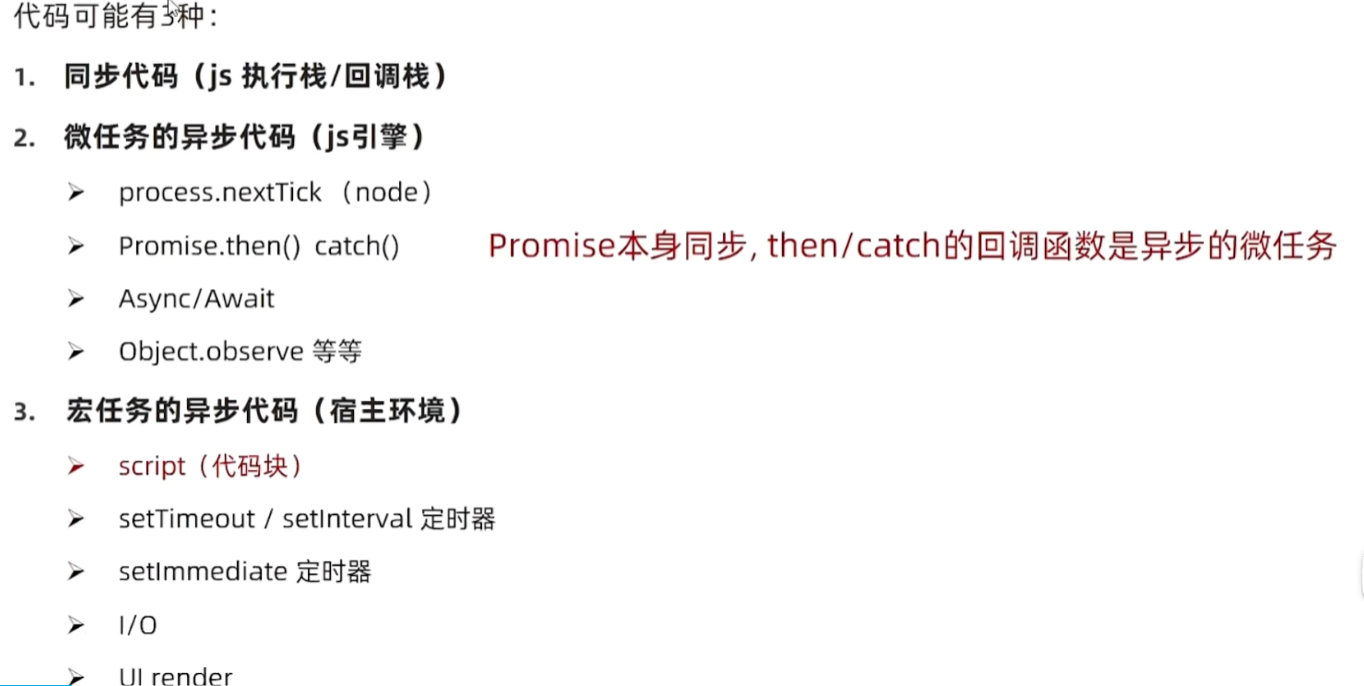 代码可能有3种：
1. 同步代码（js 执行栈/回调栈）
2. 微任务的异步代码（js引擎）
➢ process.nextTick （node）
➢ Promise.then() catch() Promise本身同步, then/catch的回调函数是异步的微任务
➢ Async/Await
➢ Object.observe 等等
3. 宏任务的异步代码（宿主环境）
➢ script（代码块）
➢ setTimeout / setInterval 定时器
➢ setImmediate 定时器
➢ I/O
➢ UI render